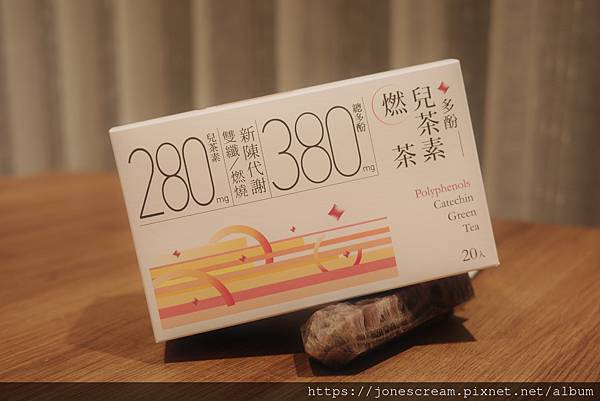 280 mg
兒茶素
雙纖/燃燒
新陳代謝
380 mg
總多酚
多酚
兒茶素
燃
茶
Polyphenols
Catechin
Green
Tea
20入
https://jonescream.pixnet.net/album